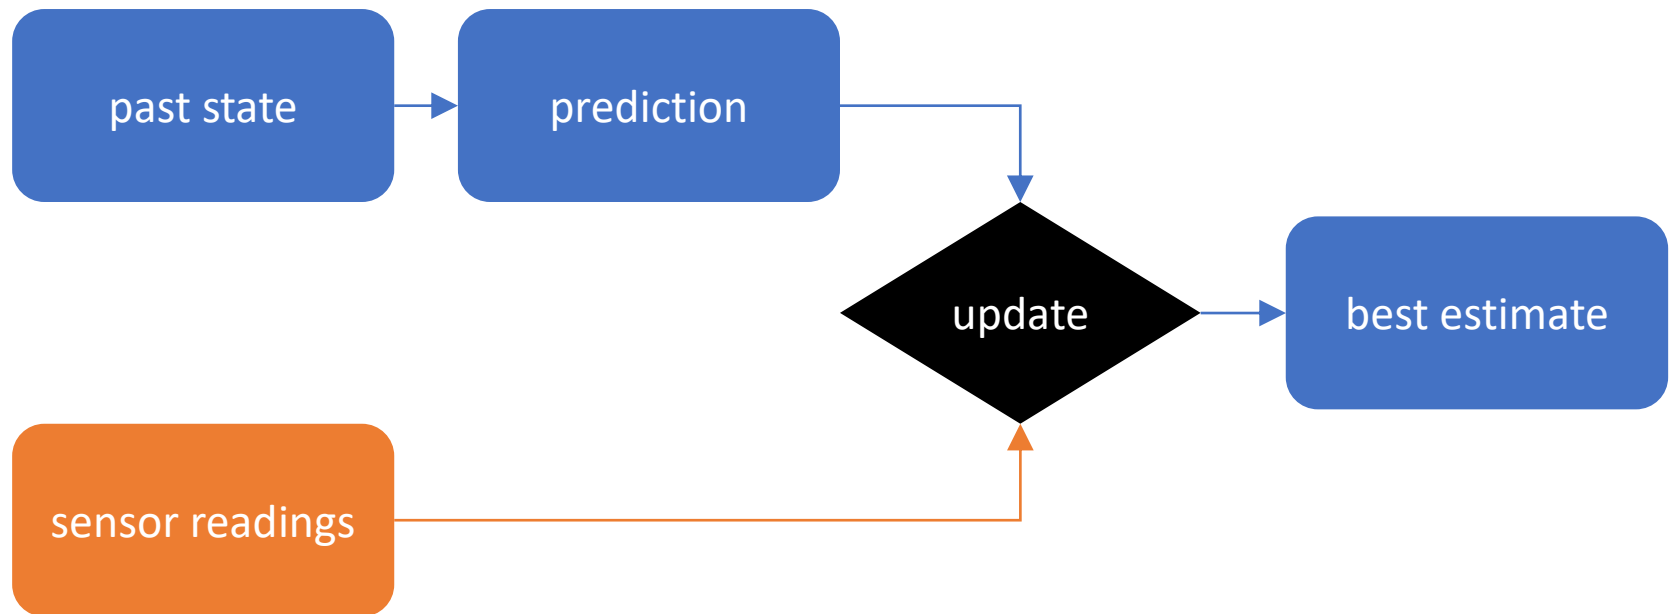 past state
prediction
update
best estimate
sensor readings